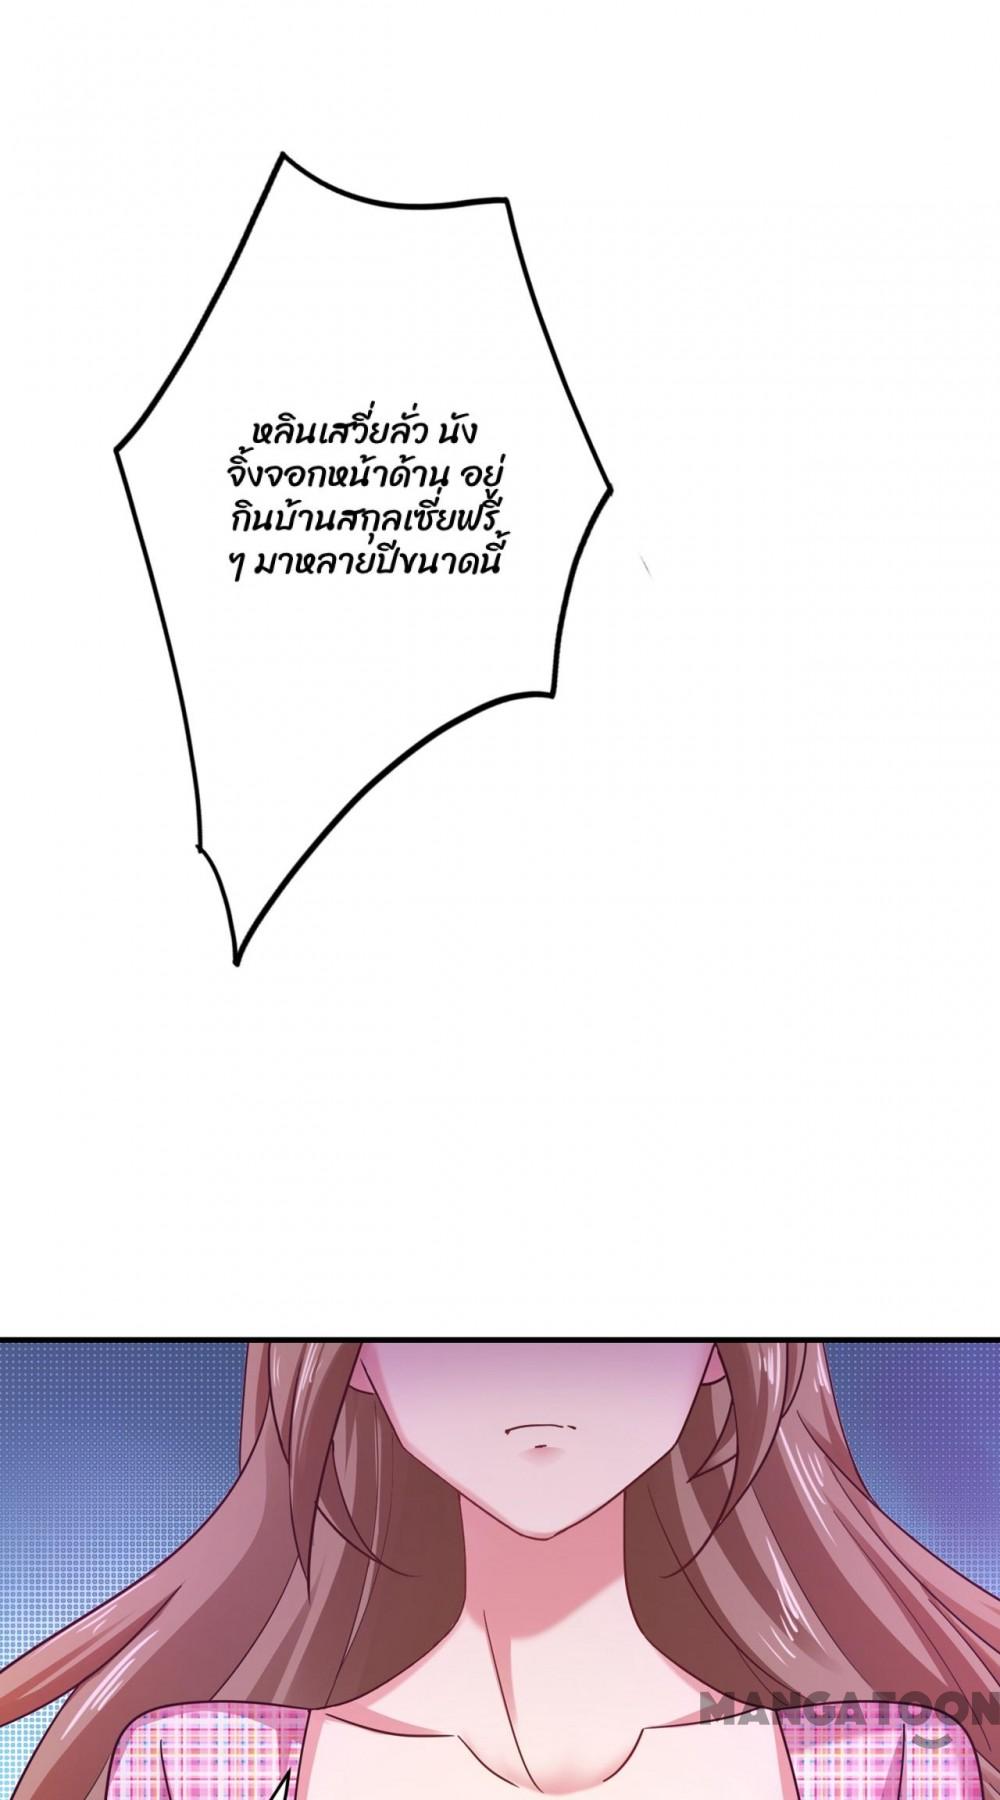 หลินเสวี่ยลั่ว นัง
จิ้งจอกหน้าด้าน อยู่
กินบ้านสกุลเซี่ยฟรี
ๆ มาหลายปีขนาดนี้
MANGATOON